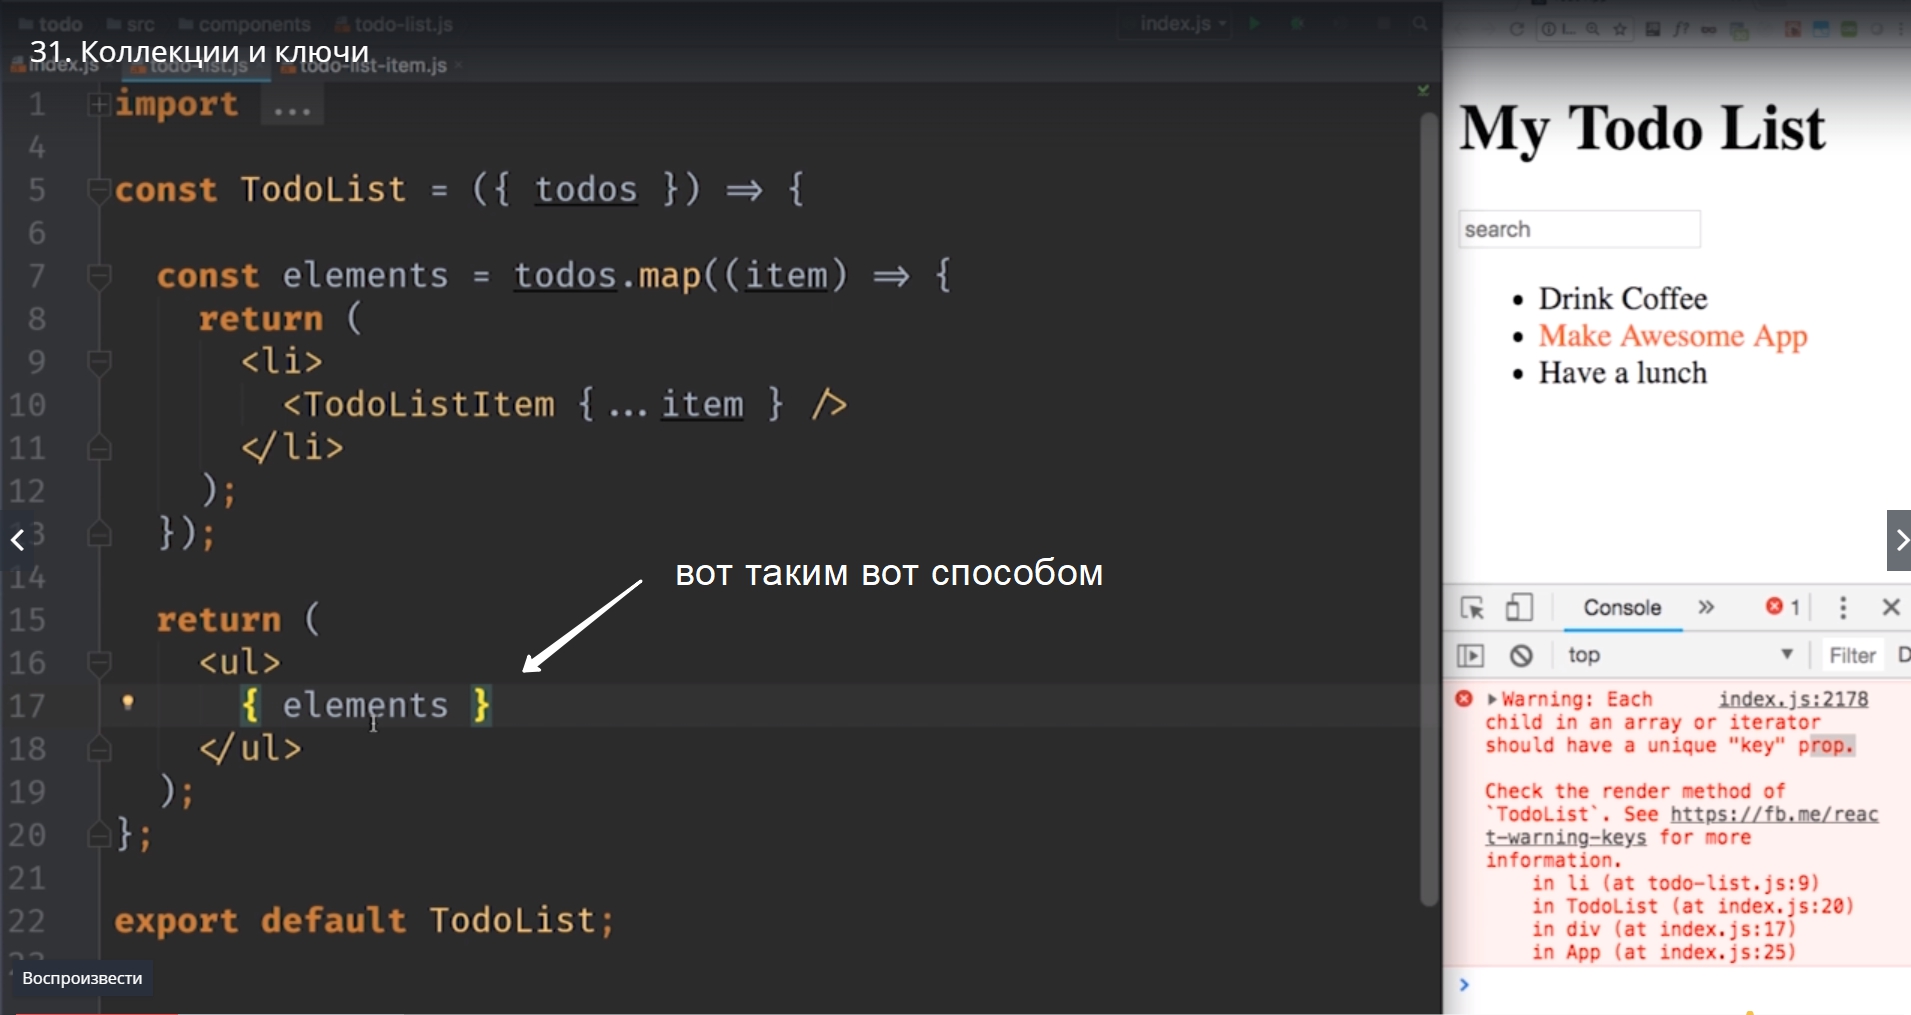 todo src components todo-list.js index.js
31. Коллекции и ключи
index.js todo-list.js todo-list-item.js
1 import ...
4
5 const TodoList = ({ todos }) => {
6
7 const elements = todos.map((item) => {
8 return (
9 <li>
10 <TodoListItem {...item } />
11 </li>
12 );
13 });
14
15 return (
16 <ul>
17 { elements }
18 </ul>
19 );
20 };
21
22 export default TodoList;
вот таким вот способом
Воспроизвести
My Todo List
search
Drink Coffee
Make Awesome App
Have a lunch
Console 1
top Filter D
Warning: Each index.js:2178
child in an array or iterator
should have a unique "key" prop.
Check the render method of
`TodoList`. See https://fb.me/reac
t-warning-keys for more
information.
in li (at todo-list.js:9)
in TodoList (at index.js:20)
in div (at index.js:17)
in App (at index.js:25)